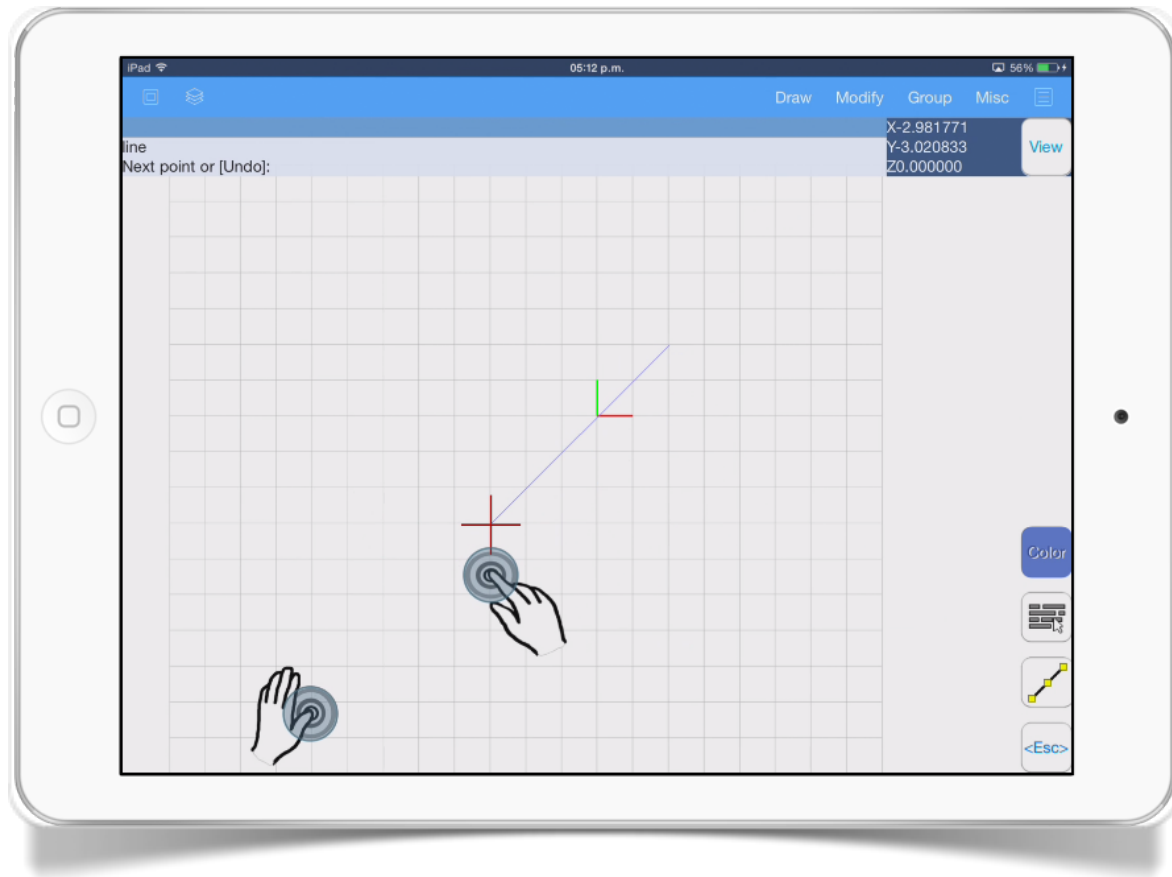 iPad 05:12 p.m. 56%
Draw Modify Group Misc
X-2.981771
line Y-3.020833 View
Next point or [Undo]: Z0.000000
Color
<Esc>